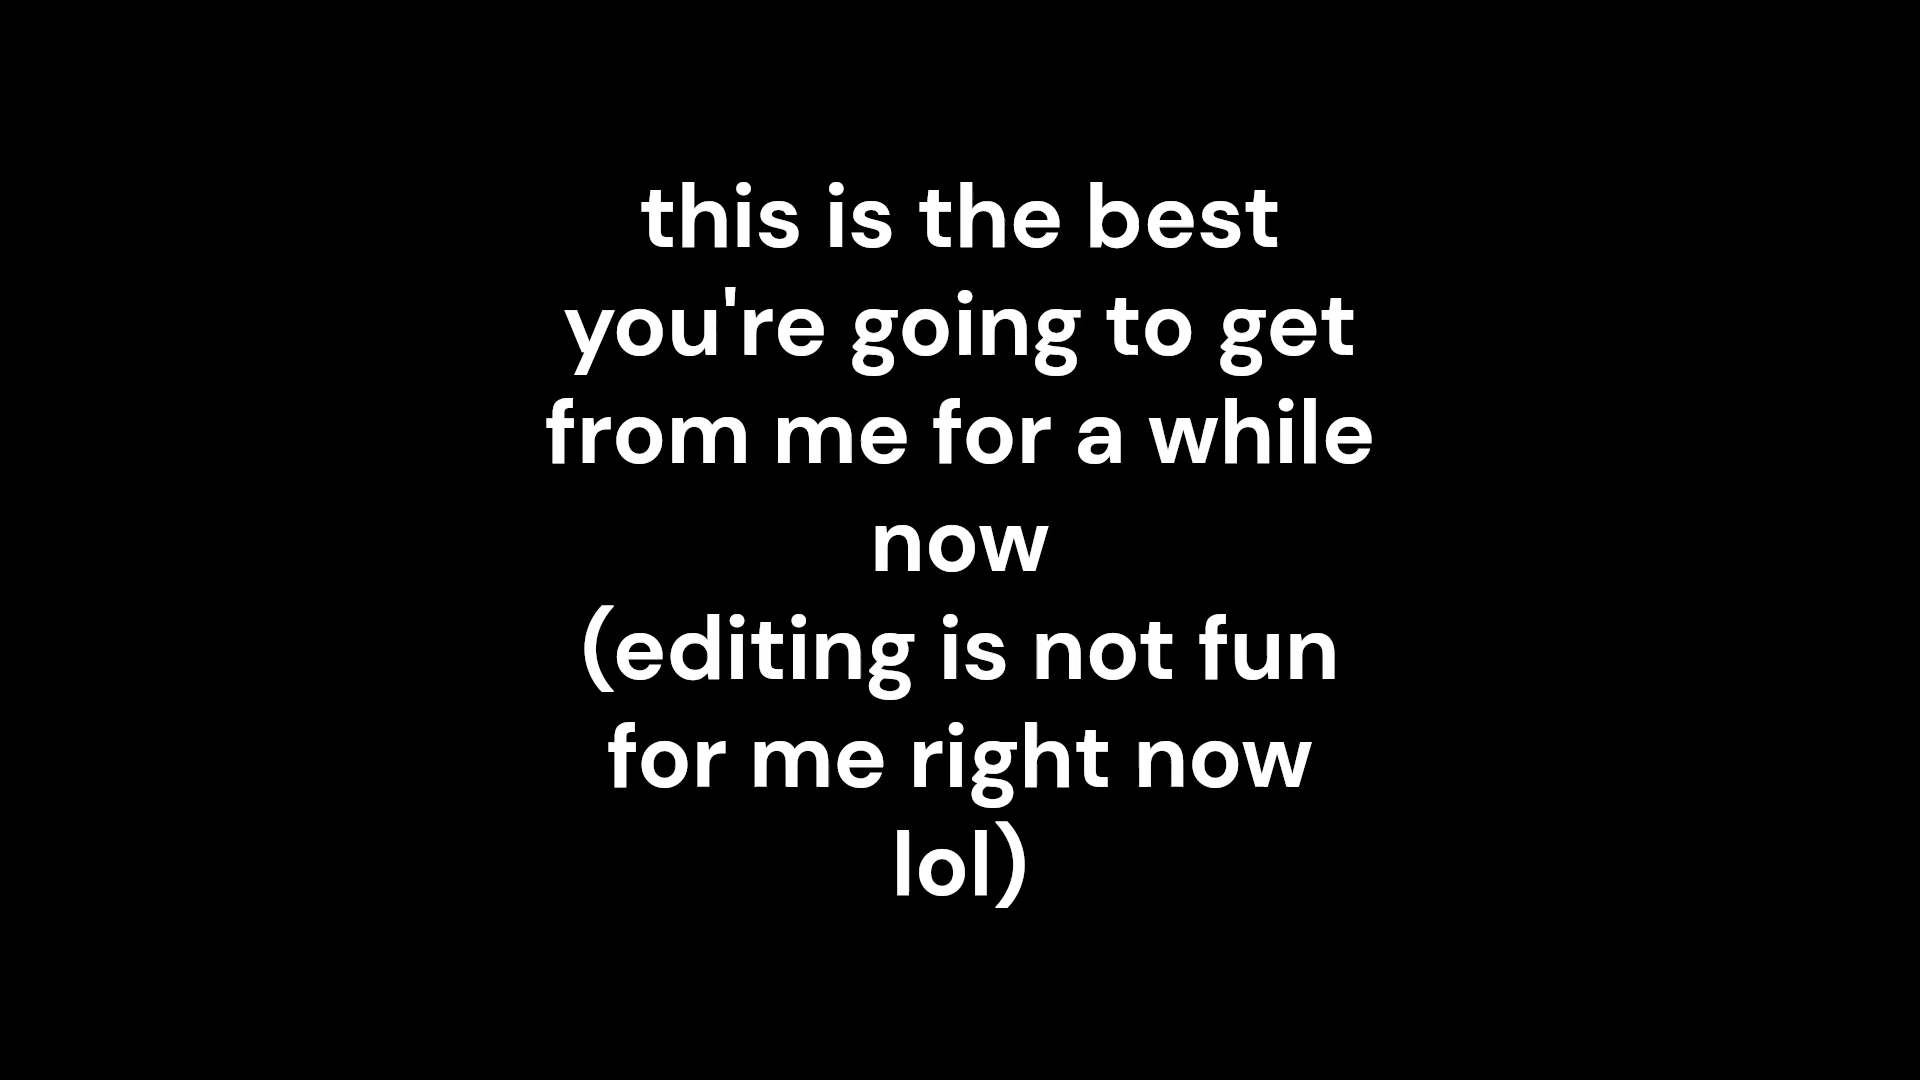 this is the best
you're going to get
from me for a while
now
(editing is not fun
for me right now
lol)